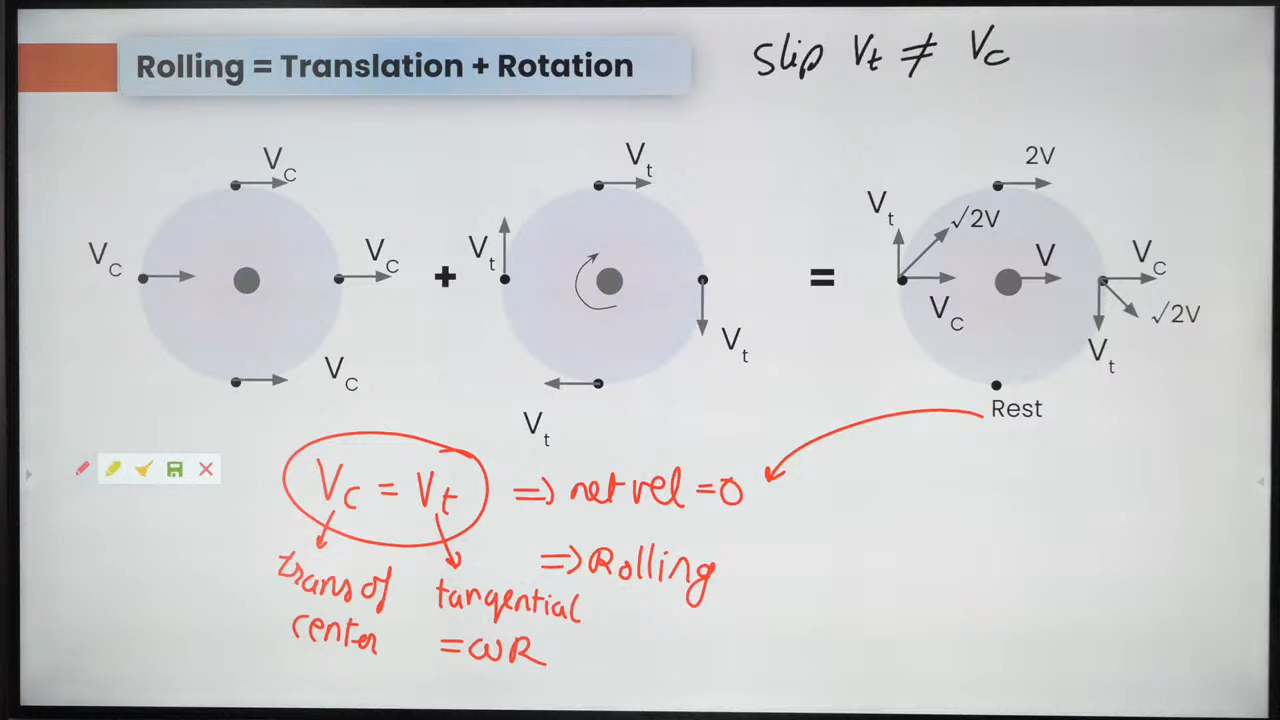 Rolling = Translation + Rotation
slip Vt ≠ Vc
VC
VC
VC
VC
+
Vt
Vt
Vt
Vt
=
2V
Vt
√2V
VC
V
VC
√2V
Vt
Rest
Vc = Vt ⇒ net vel = 0
⇒ Rolling
trans of
center
tangential
= ωR